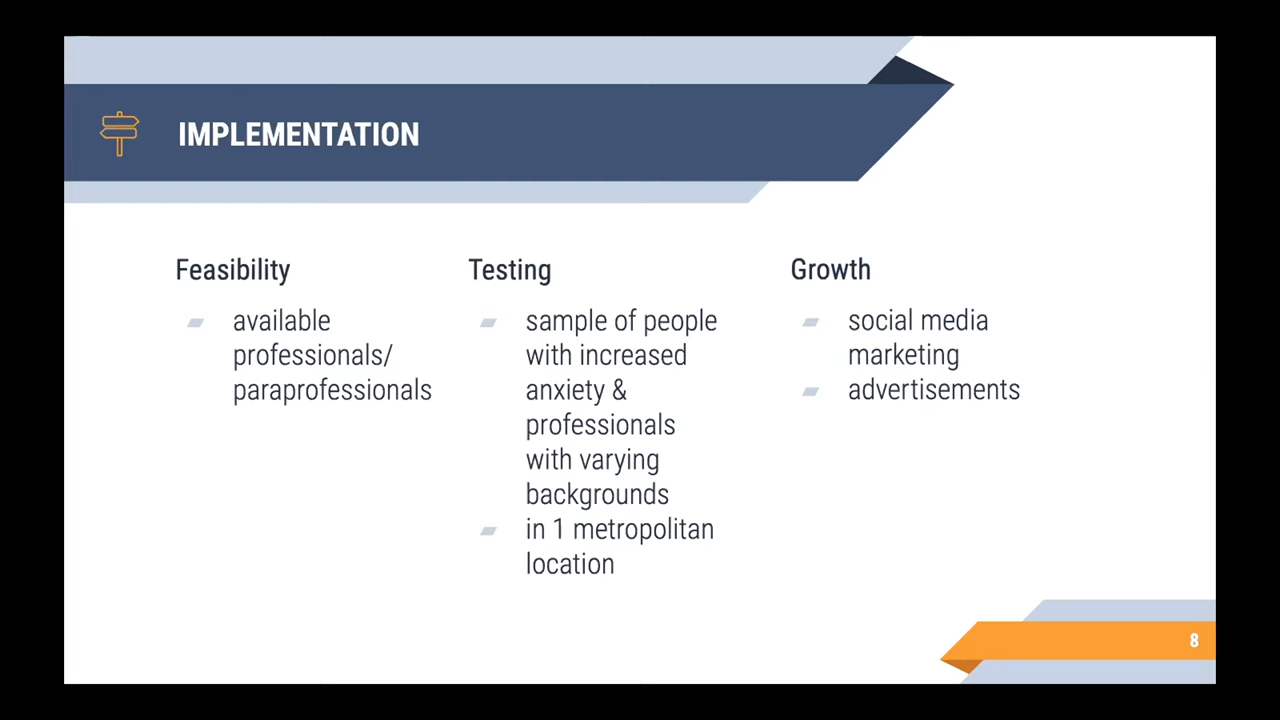 IMPLEMENTATION
Feasibility
available
professionals/
paraprofessionals
Testing
sample of people
with increased
anxiety &
professionals
with varying
backgrounds
in 1 metropolitan
location
Growth
social media
marketing
advertisements
8